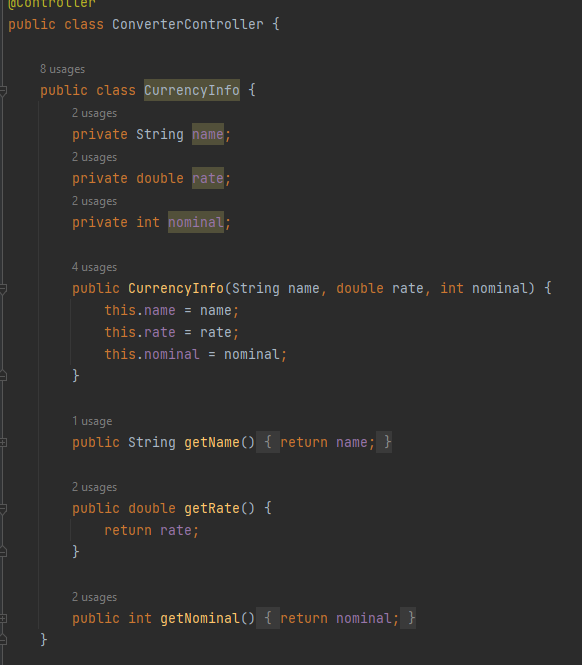 @Controller
public class ConverterController {
8 usages
public class CurrencyInfo {
2 usages
private String name;
2 usages
private double rate;
2 usages
private int nominal;
4 usages
public CurrencyInfo(String name, double rate, int nominal) {
this.name = name;
this.rate = rate;
this.nominal = nominal;
}
1 usage
public String getName() { return name; }
2 usages
public double getRate() {
return rate;
}
2 usages
public int getNominal() { return nominal; }
}